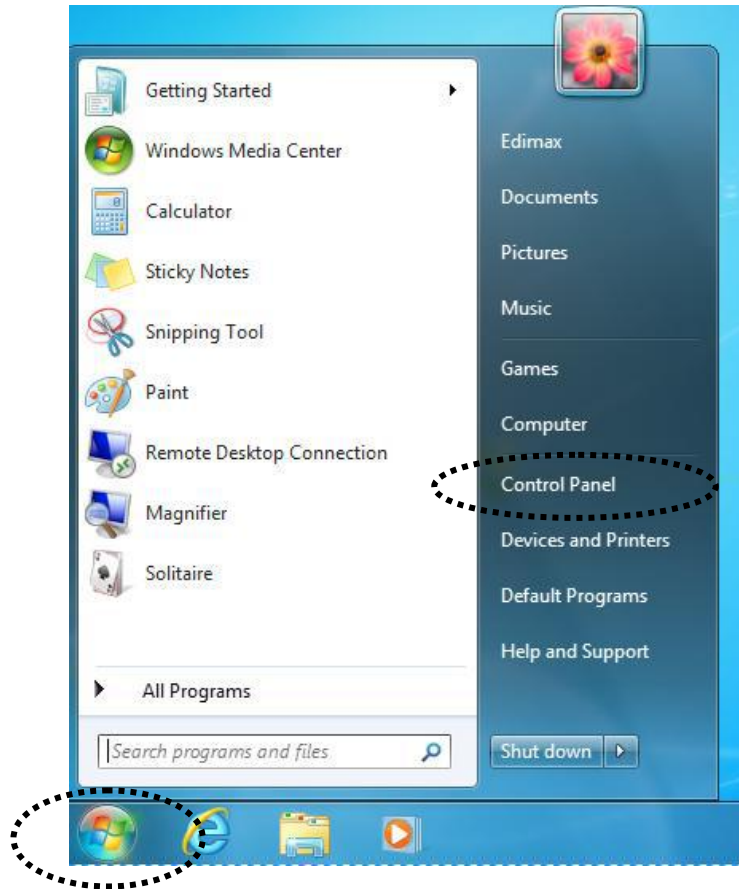 Getting Started
Windows Media Center
Calculator
Sticky Notes
Snipping Tool
Paint
Remote Desktop Connection
Magnifier
Solitaire
All Programs
Search programs and files
Edimax
Documents
Pictures
Music
Games
Computer
Control Panel
Devices and Printers
Default Programs
Help and Support
Shut down